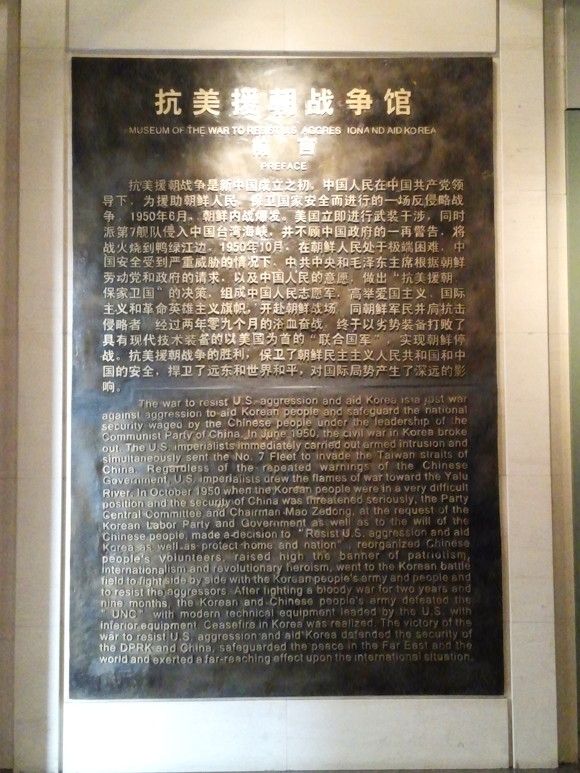 抗美援朝战争馆
MUSEUM OF THE WAR TO RESIST U.S. AGGRES IONA ND AID KOREA
前言
PREFACE
抗美援朝战争是新中国成立之初，中国人民在中国共产党领
导下，为援助朝鲜人民、保卫国家安全而进行的一场反侵略战
争。1950年6月，朝鲜内战爆发。美国立即进行武装干涉，同时
派第7舰队侵入中国台湾海峡，并不顾中国政府的一再警告，将
战火烧到鸭绿江边。1950年10月，在朝鲜人民处于极端困难，中
国安全受到严重威胁的情况下，中共中央和毛泽东主席根据朝鲜
劳动党和政府的请求，以及中国人民的意愿，做出“抗美援朝
保家卫国”的决策，组成中国人民志愿军，高举爱国主义、国际
主义和革命英雄主义旗帜，开赴朝鲜战场，同朝鲜军民并肩抗击
侵略者。经过两年零九个月的浴血奋战，终于以劣势装备打败了
具有现代技术装备的以美国为首的“联合国军”，实现朝鲜停
战。抗美援朝战争的胜利，保卫了朝鲜民主主义人民共和国和中
国的安全，捍卫了远东和世界和平，对国际局势产生了深远的影
响。
The war to resist U.S. aggression and aid Korea is a just war
against aggression to aid Korean people and safeguard the national
security waged by the Chinese people under the leadership of the
Communist Party of China. In June 1950, the civil war in Korea broke
out. The U.S. imperialists immediately carried out armed intrusion and
simultaneously sent the No. 7 Fleet to invade the Taiwan straits of
China. Regardless of the repeated warnings of the Chinese
Government, U.S. imperialists drew the flames of war toward the Yalu
River. In October 1950 when the Korean people were in a very difficult
position and the security of China was threatened seriously, the Party
Central Committee and Chairman Mao Zedong, at the request of the
Korean Labor Party and Government as well as to the will of the
Chinese people, made a decision to "Resist U.S. aggression and aid
Korea as well as protect home and nation", reorganized Chinese
people's volunteers, raised high the banner of patriotism,
internationalism and revolutionary heroism, went to the Korean battle
field to fight side by side with the Korean people's army and people and
to resist the aggressors. After fighting a bloody war for two years and
nine months, the Korean and Chinese people's army defeated the
"UNC" with modern technical equipment leaded by the U.S. with
inferior equipment. Ceasefire in Korea was realized. The victory of the
war to resist U.S. aggression and aid Korea defended the security of
the DPRK and China, safeguarded the peace in the Far East and the
world and exerted a far-reaching effect upon the international situation.